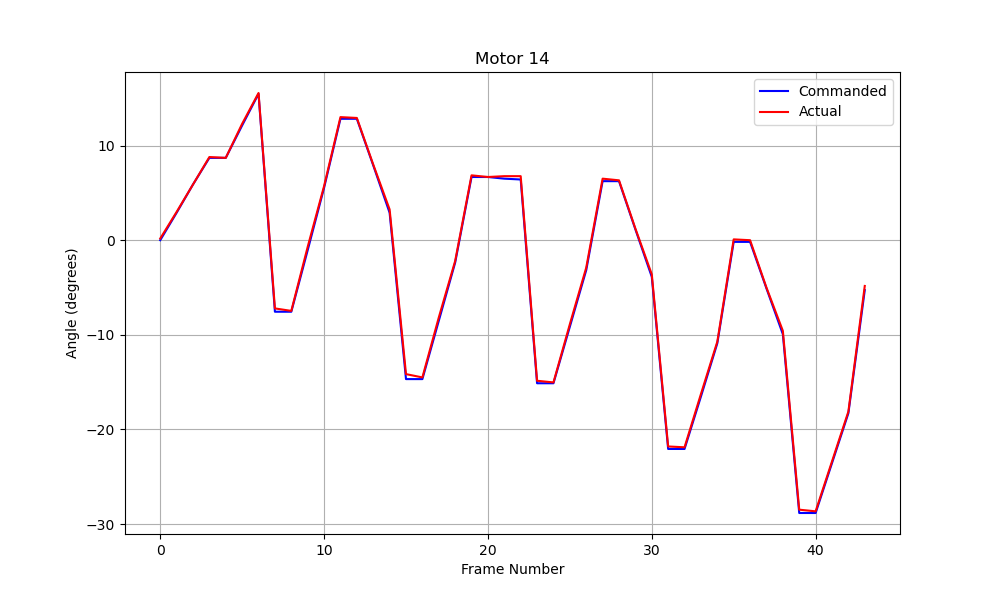 Motor 14
Commanded
Actual
Angle (degrees)
10
0
−10
−20
−30
0 10 20 30 40
Frame Number